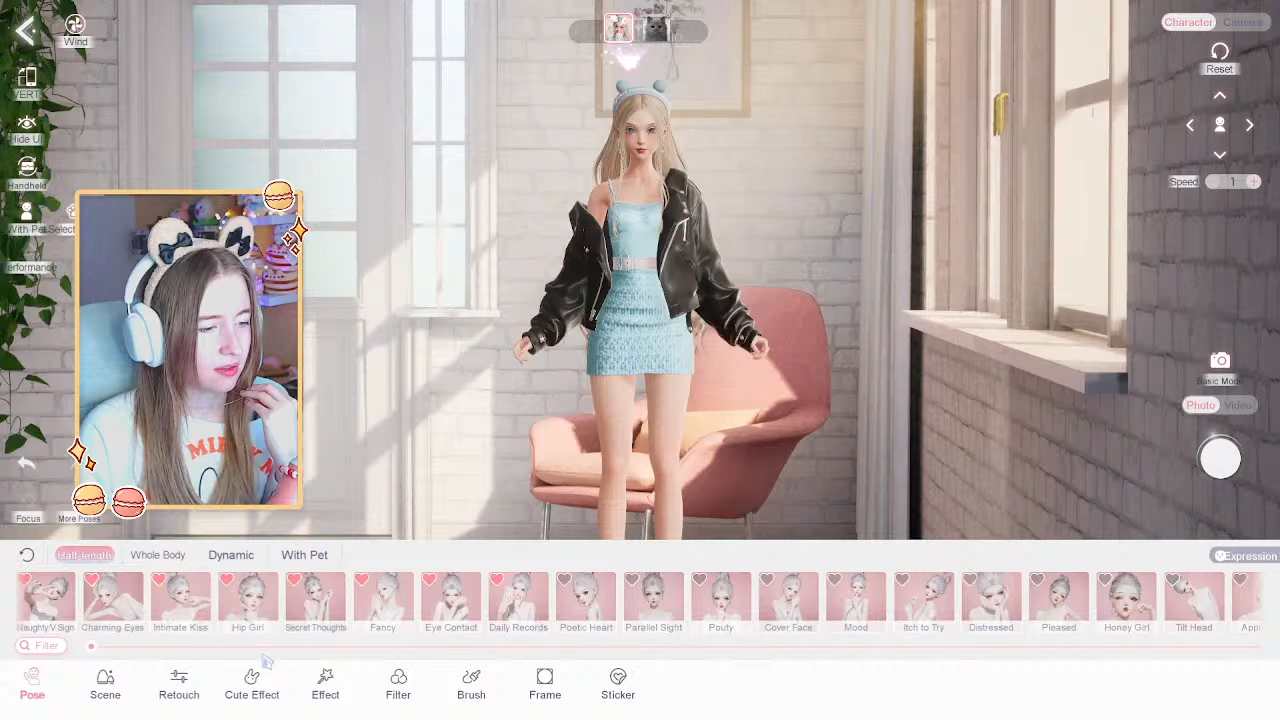 Character
Camera
Wind
Reset
VERT
Hide UI
Handheld
Speed
1
With Pet
Select
erformance
Basic Mode
Photo
Video
Focus
More Poses
Half-length
Whole Body
Dynamic
With Pet
Expression
Naughty V Sign
Charming Eyes
Intimate Kiss
Hip Girl
Secret Thoughts
Fancy
Eye Contact
Daily Records
Poetic Heart
Parallel Sight
Pouty
Cover Face
Mood
Itch to Try
Distressed
Pleased
Honey Girl
Tilt Head
Filter
Pose
Scene
Retouch
Cute Effect
Effect
Filter
Brush
Frame
Sticker